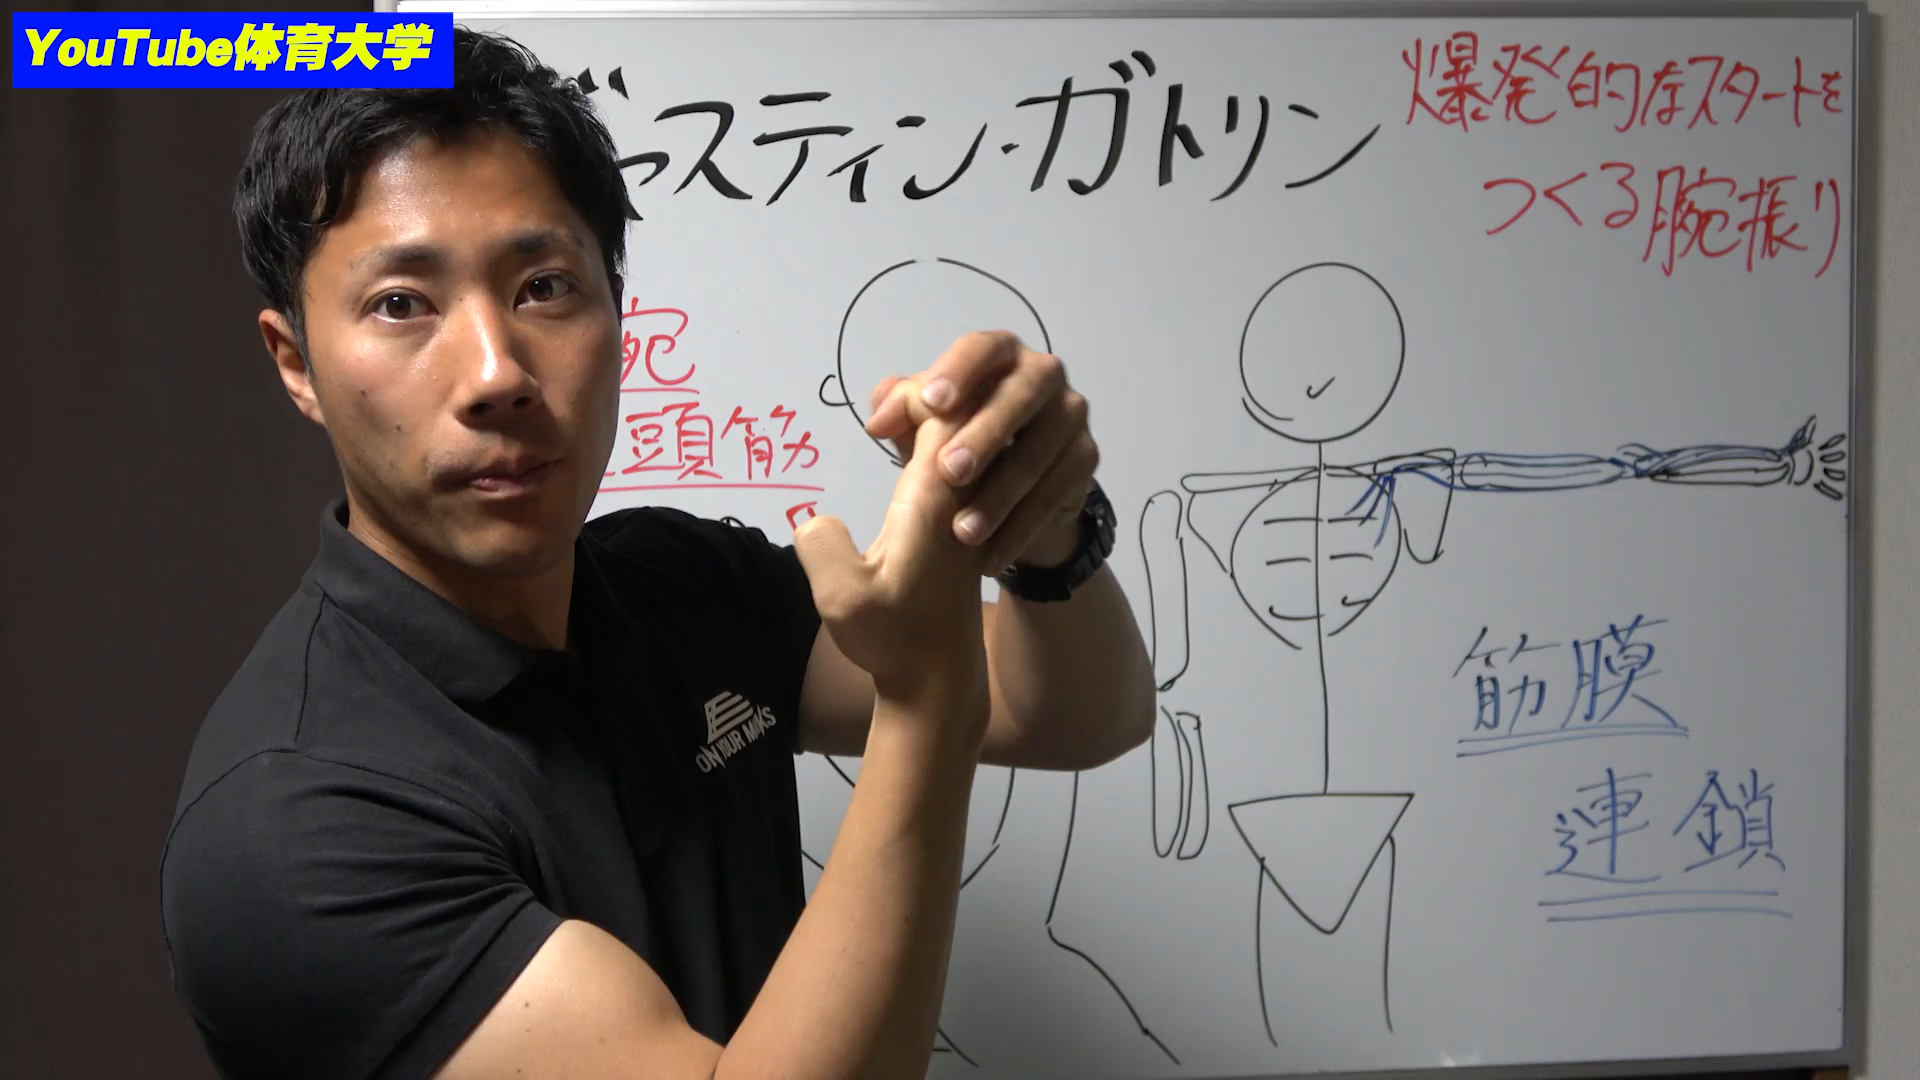 YouTube体育大学
ャスティン・ガトリン
爆発的なスタートを
つくる腕振り
腕
頭筋
ON YOUR MARKS
筋膜
連鎖